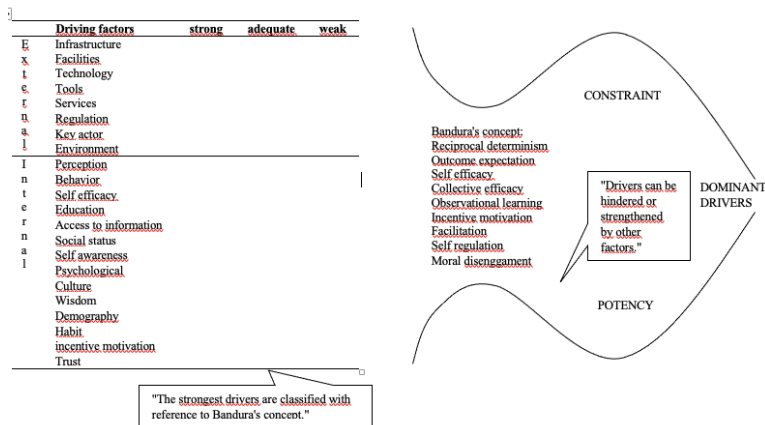 Driving factors strong adequate weak
External
Infrastructure
Facilities
Technology
Tools
Services
Regulation
Key actor
Environment
Internal
Perception
Behavior
Self efficacy
Education
Access to information
Social status
Self awareness
Psychological
Culture
Wisdom
Demography
Habit
incentive motivation
Trust
"The strongest drivers are classified with
reference to Bandura's concept."
CONSTRAINT
Bandura's concept:
Reciprocal determinism
Outcome expectation
Self efficacy
Collective efficacy
Observational learning
Incentive motivation
Facilitation
Self regulation
Moral disenggament
"Drivers can be
hindered or
strengthened
by other
factors."
DOMINANT
DRIVERS
POTENCY